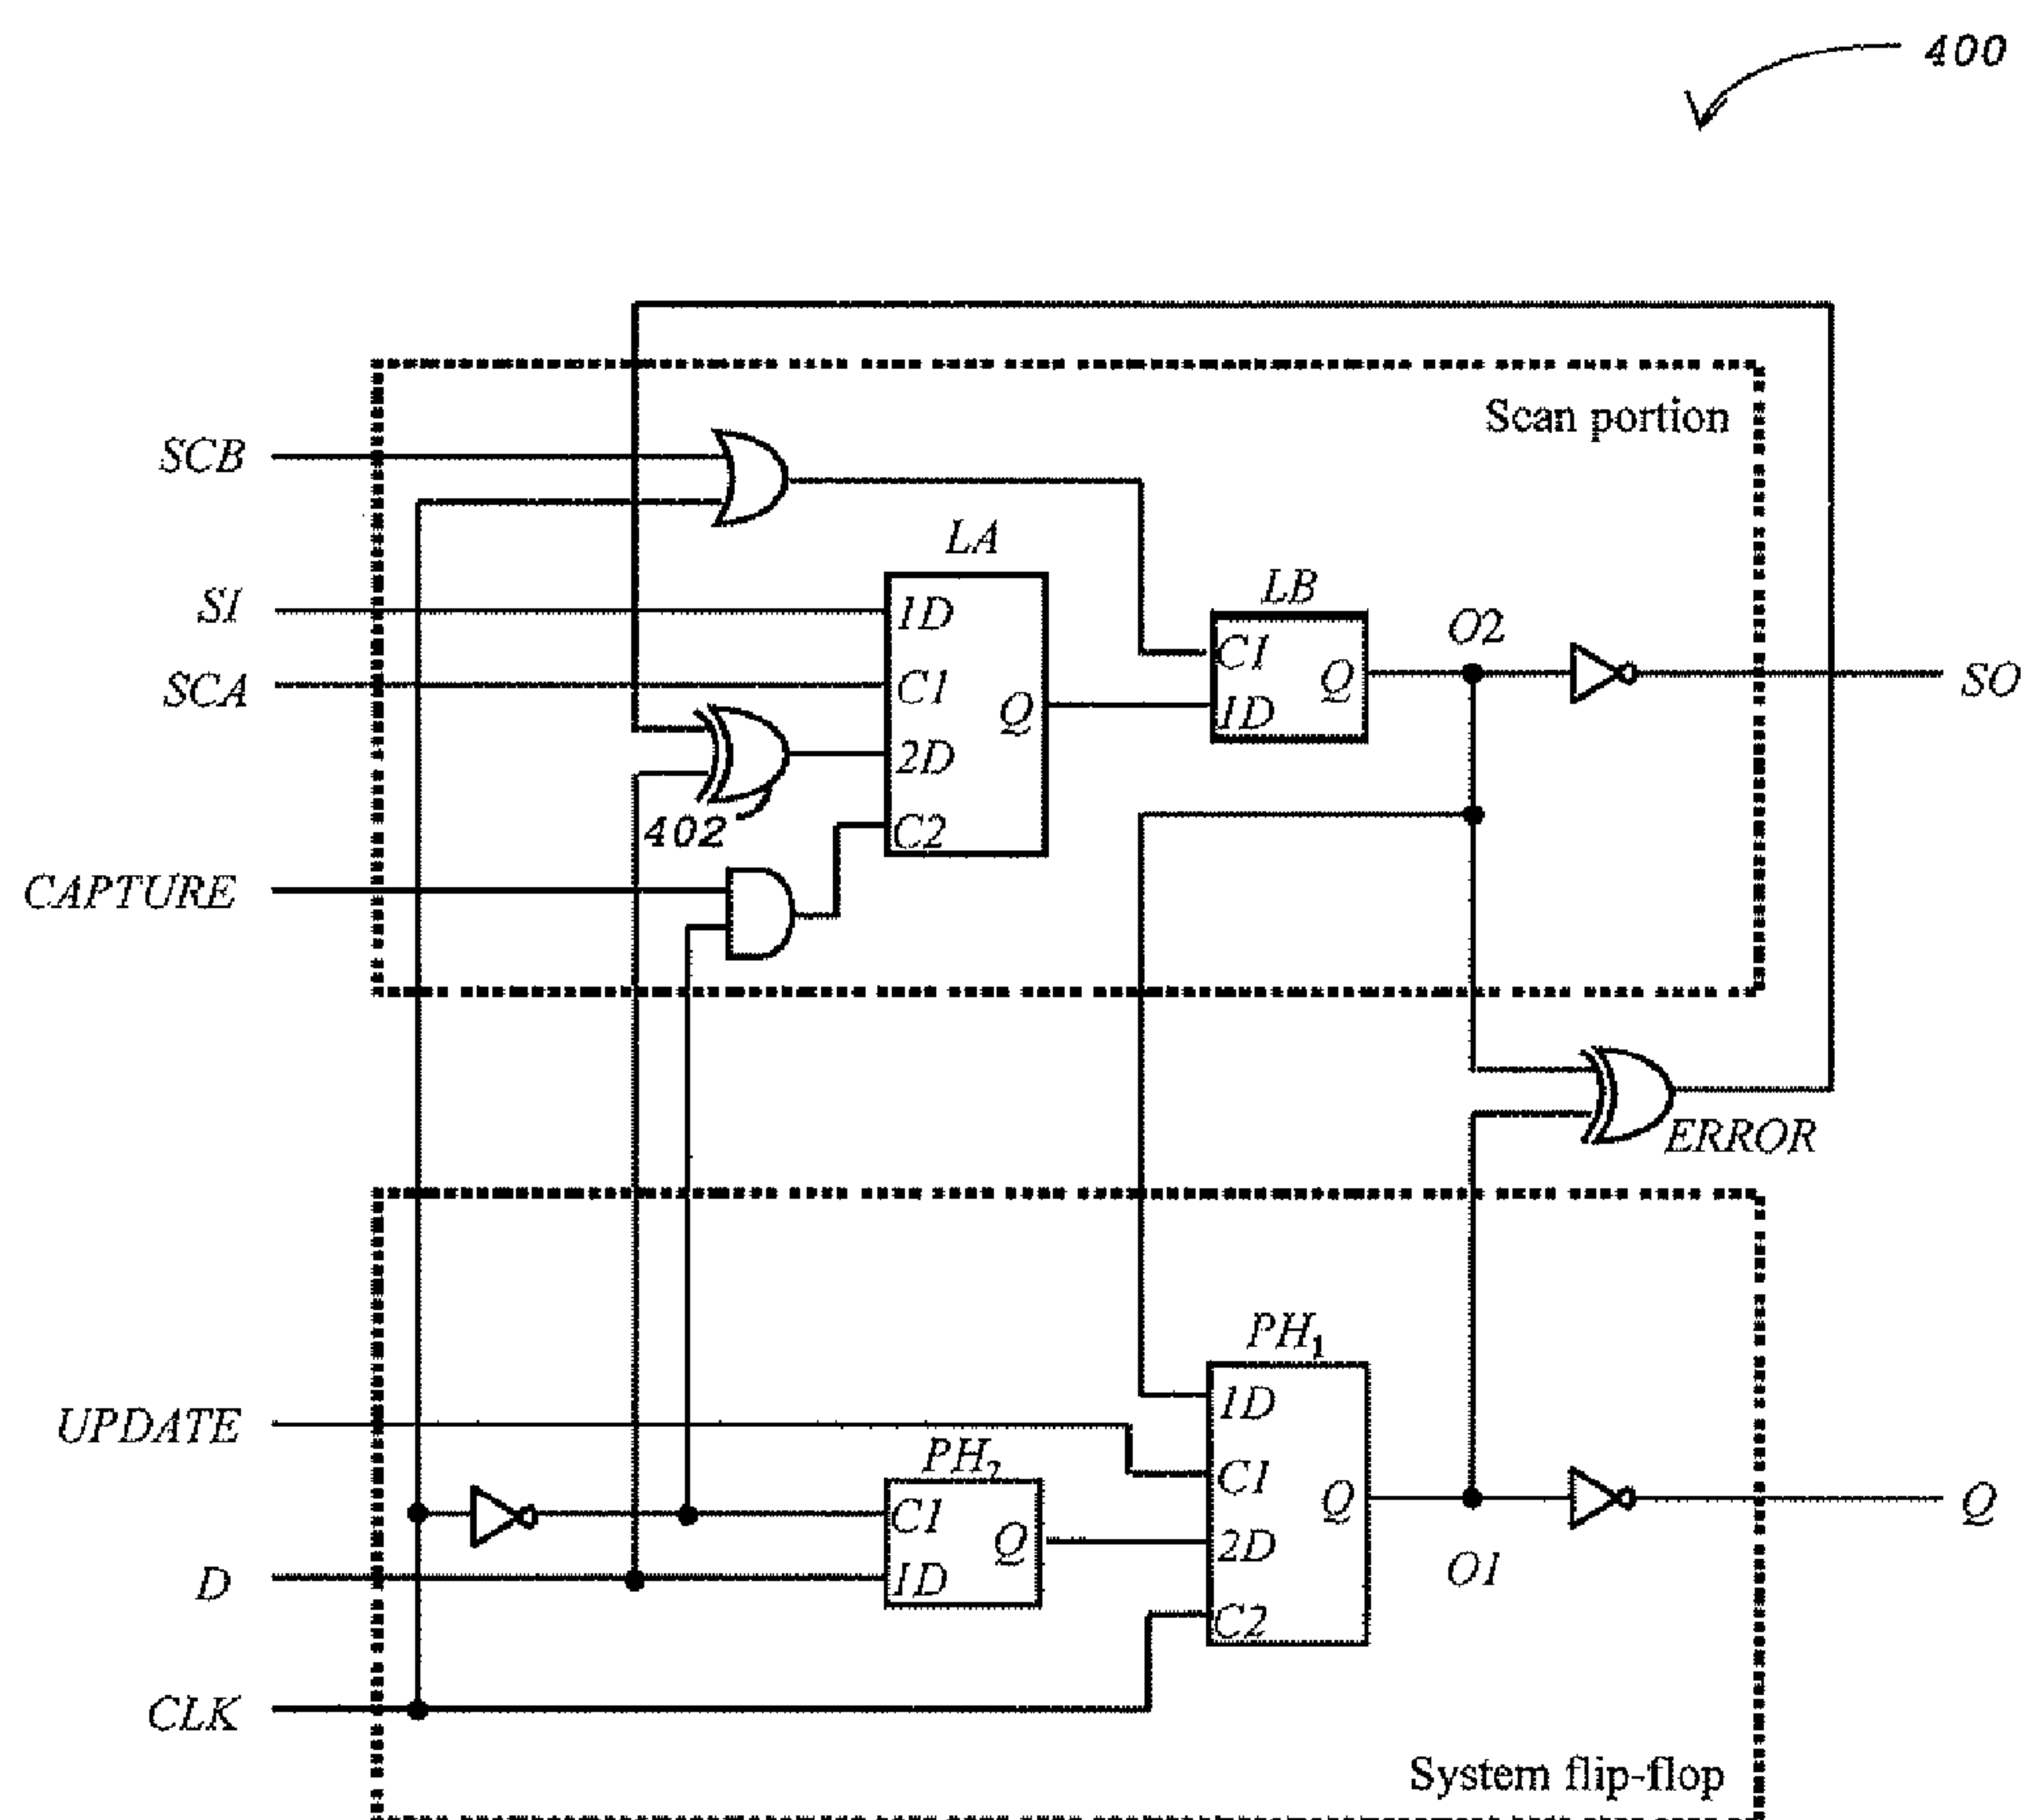 400
Scan portion
SCB
LA
SI
1D
LB
O2
SCA
C1
Q
C1
1D
Q
SO
2D
402
C2
CAPTURE
ERROR
PH1
UPDATE
1D
PH2
C1
C1
1D
Q
2D
Q
Q
D
C2
O1
CLK
System flip-flop